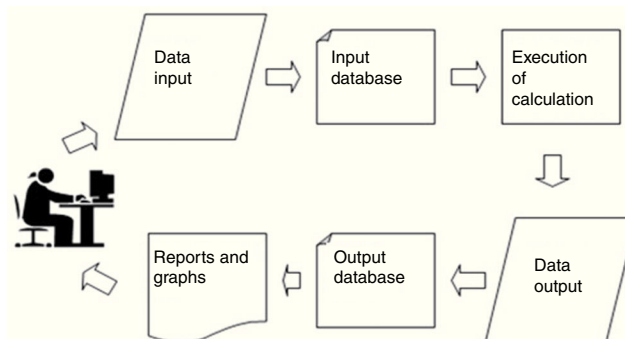 Data
input
Input
database
Execution
of
calculation
Data
output
Output
database
Reports and
graphs